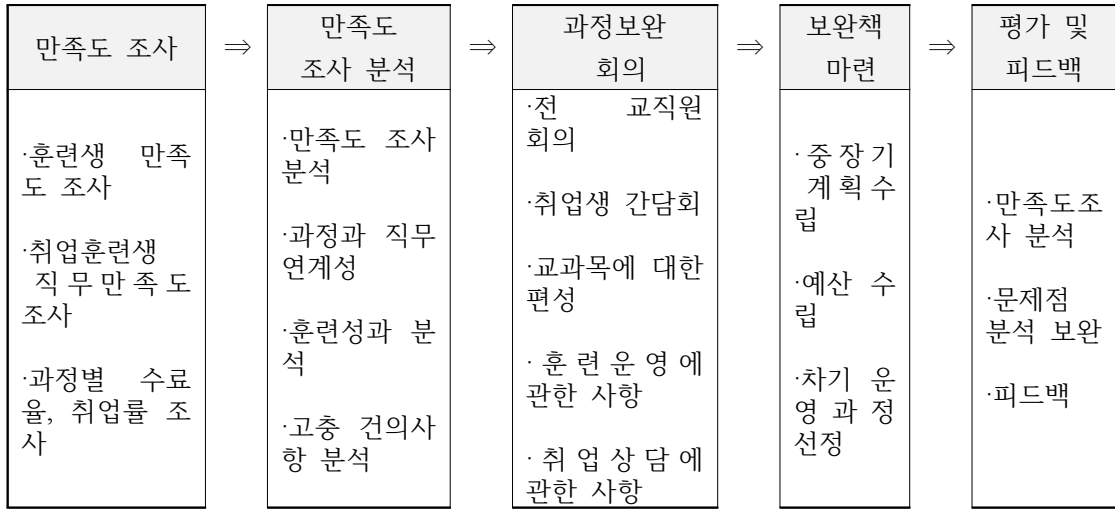 만족도 조사
⇒
만족도
조사 분석
⇒
과정보완
회의
⇒
보완책
마련
⇒
평가 및
피드백
·훈련생 만족
도 조사
·취업훈련생
직무만족도
조사
·과정별 수료
율, 취업률 조
사
·만족도 조사
분석
·과정과 직무
연계성
·훈련성과 분
석
·고충 건의사
항 분석
·전 교직원
회의
·취업생 간담회
·교과목에 대한
편성
·훈련운영에
관한 사항
·취업상담에
관한 사항
·중장기
계획수
립
·예산 수
립
·차기 운
영과정
선정
·만족도조
사 분석
·문제점
분석 보완
·피드백